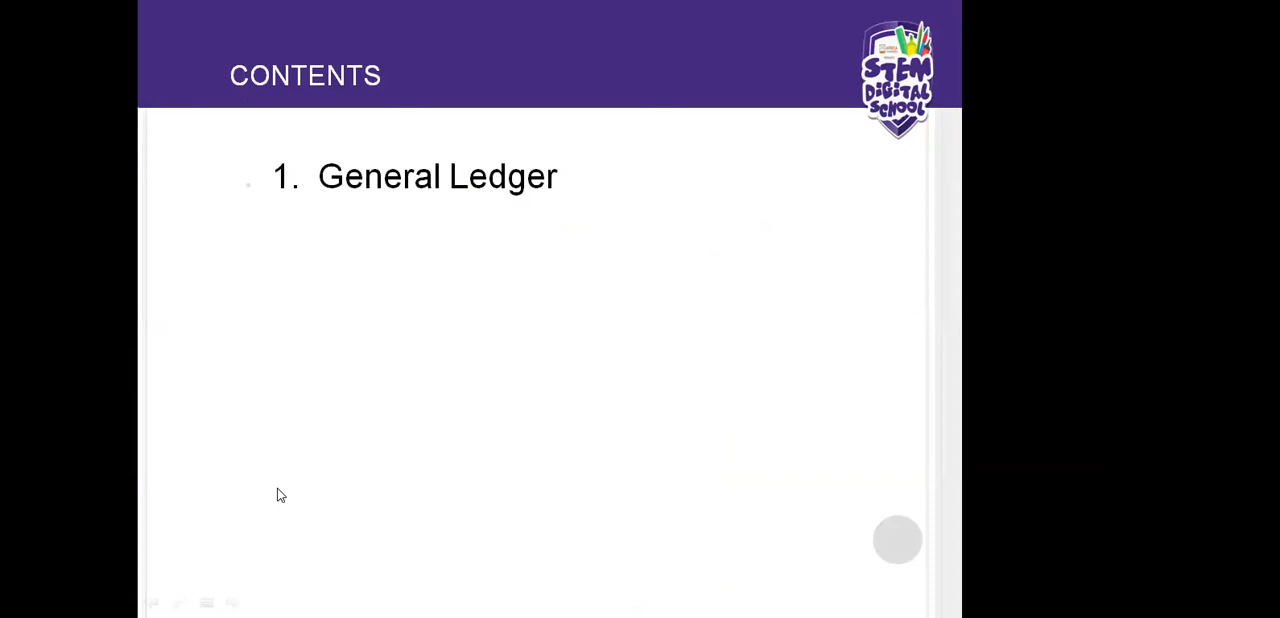 CONTENTS
STEM
DIGITAL
SCHOOL
1. General Ledger